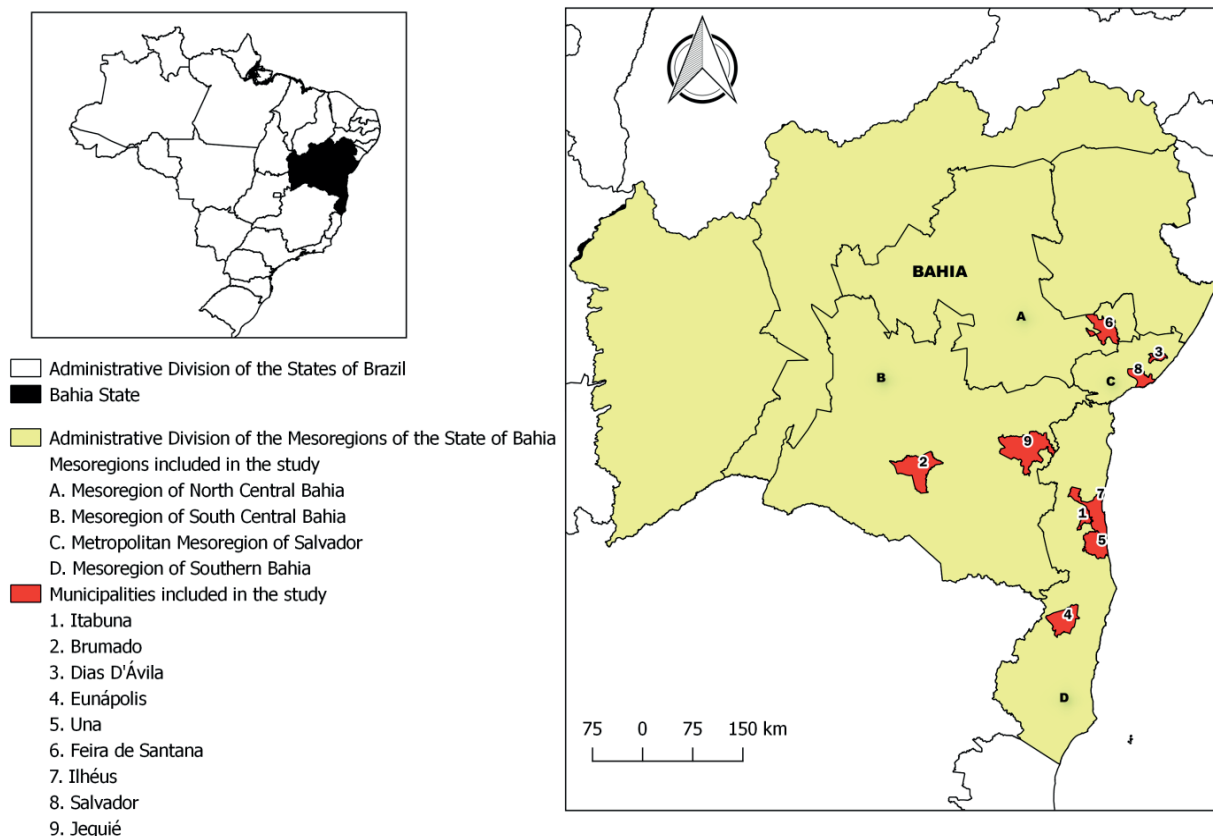 Administrative Division of the States of Brazil
Bahia State
Administrative Division of the Mesoregions of the State of Bahia
Mesoregions included in the study
A. Mesoregion of North Central Bahia
B. Mesoregion of South Central Bahia
C. Metropolitan Mesoregion of Salvador
D. Mesoregion of Southern Bahia
Municipalities included in the study
1. Itabuna
2. Brumado
3. Dias D'Ávila
4. Eunápolis
5. Una
6. Feira de Santana
7. Ilhéus
8. Salvador
9. Jequié
BAHIA
A
6
3
8
B
C
9
2
7
1
5
4
D
75 0 75 150 km